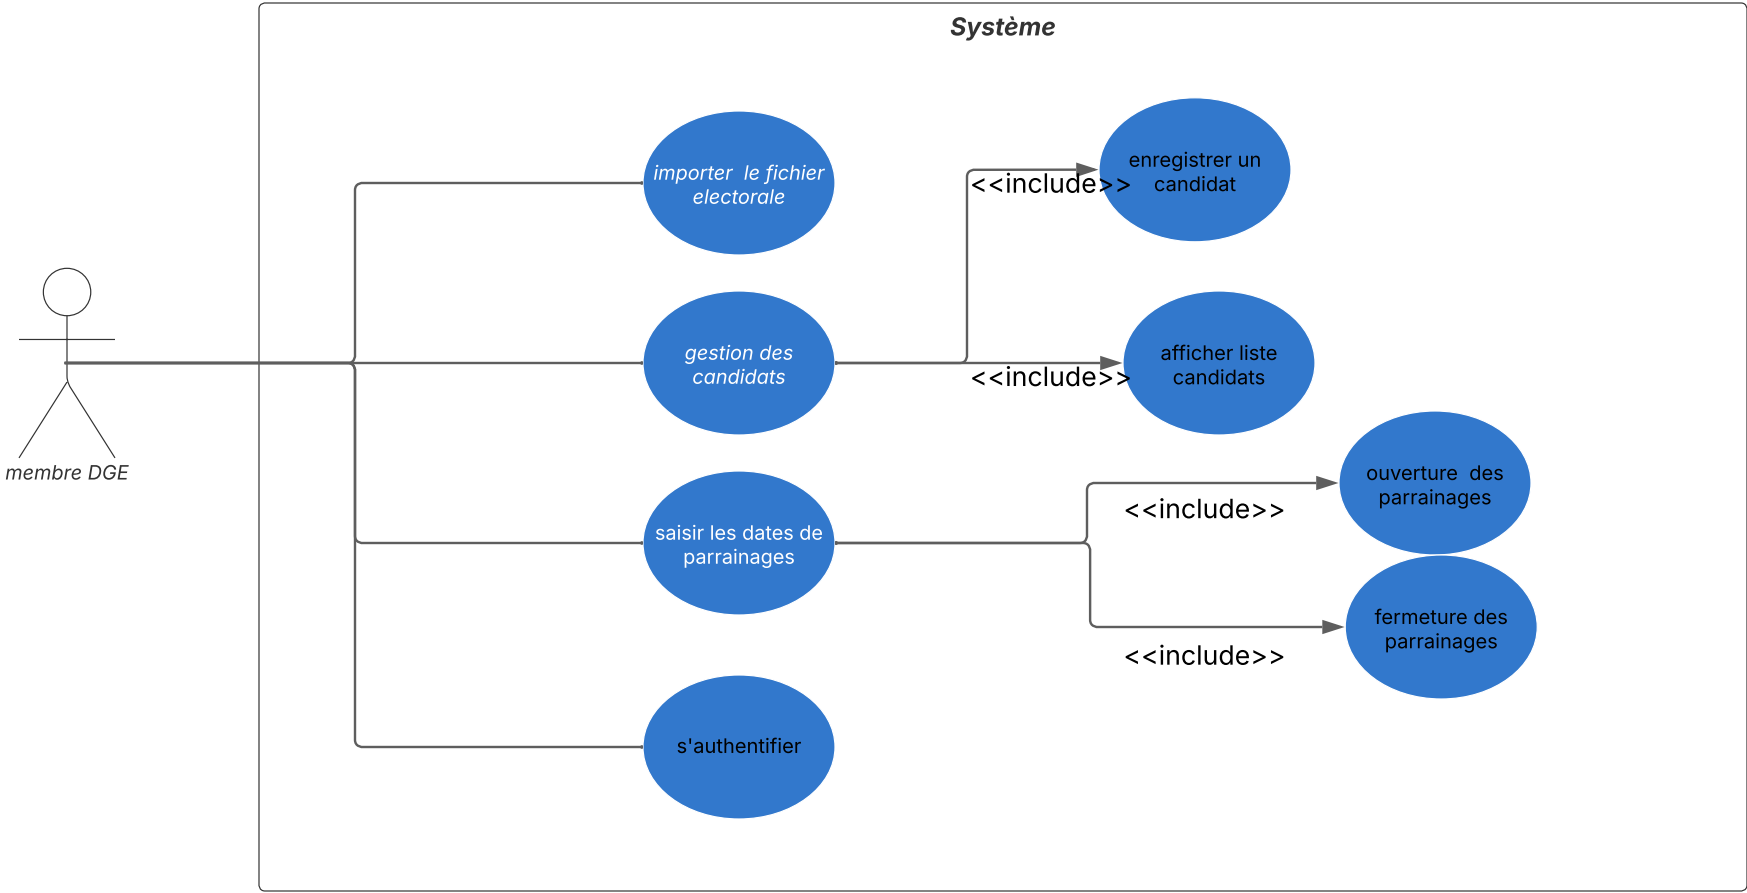 Système
importer  le fichier
electorale
enregistrer un
candidat
<<include>>
gestion des
candidats
afficher liste
candidats
<<include>>
membre DGE
saisir les dates de
parrainages
ouverture  des
parrainages
<<include>>
fermeture des
parrainages
<<include>>
s'authentifier